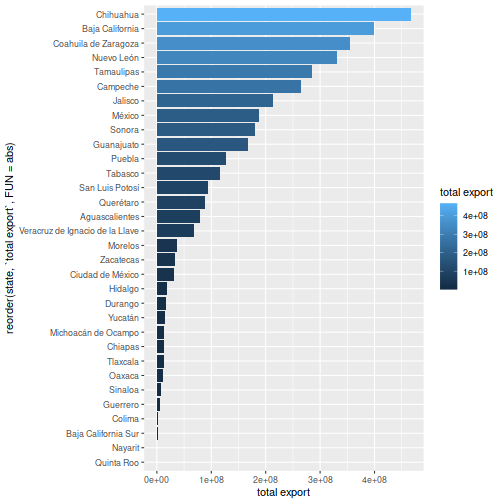 Chihuahua
Baja California
Coahuila de Zaragoza
Nuevo León
Tamaulipas
Campeche
Jalisco
México
Sonora
Guanajuato
Puebla
Tabasco
San Luis Potosi
Querétaro
Aguascalientes
Veracruz de Ignacio de la Llave
Morelos
Zacatecas
Ciudad de México
Hidalgo
Durango
Yucatán
Michoacán de Ocampo
Chiapas
Tlaxcala
Oaxaca
Sinaloa
Guerrero
Colima
Baja California Sur
Nayarit
Quinta Roo
reorder(state, `total export`, FUN = abs)
0e+00 1e+08 2e+08 3e+08 4e+08
total export
total export
4e+08
3e+08
2e+08
1e+08